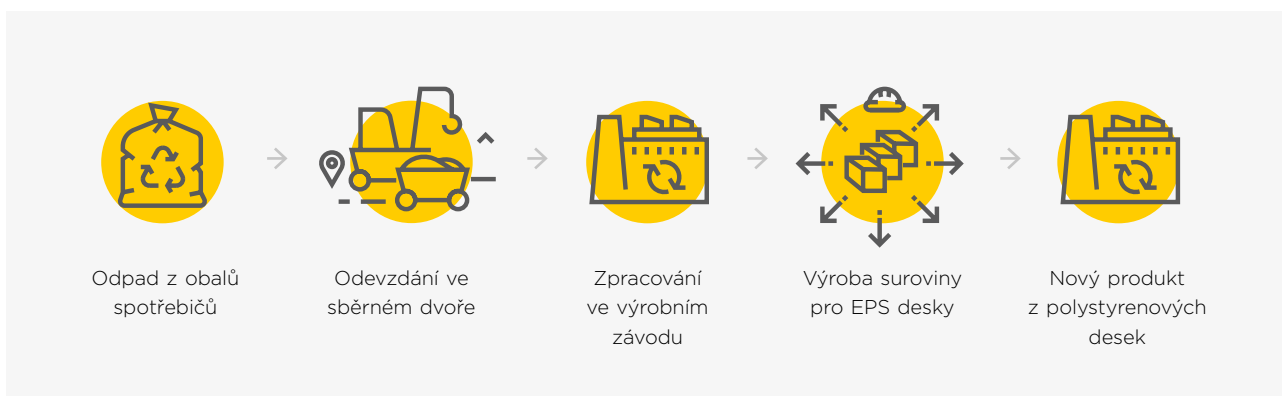 Odpad z obalů
spotřebičů
Odevzdání ve
sběrném dvoře
Zpracování
ve výrobním
závodu
Výroba suroviny
pro EPS desky
Nový produkt
z polystyrenových
desek